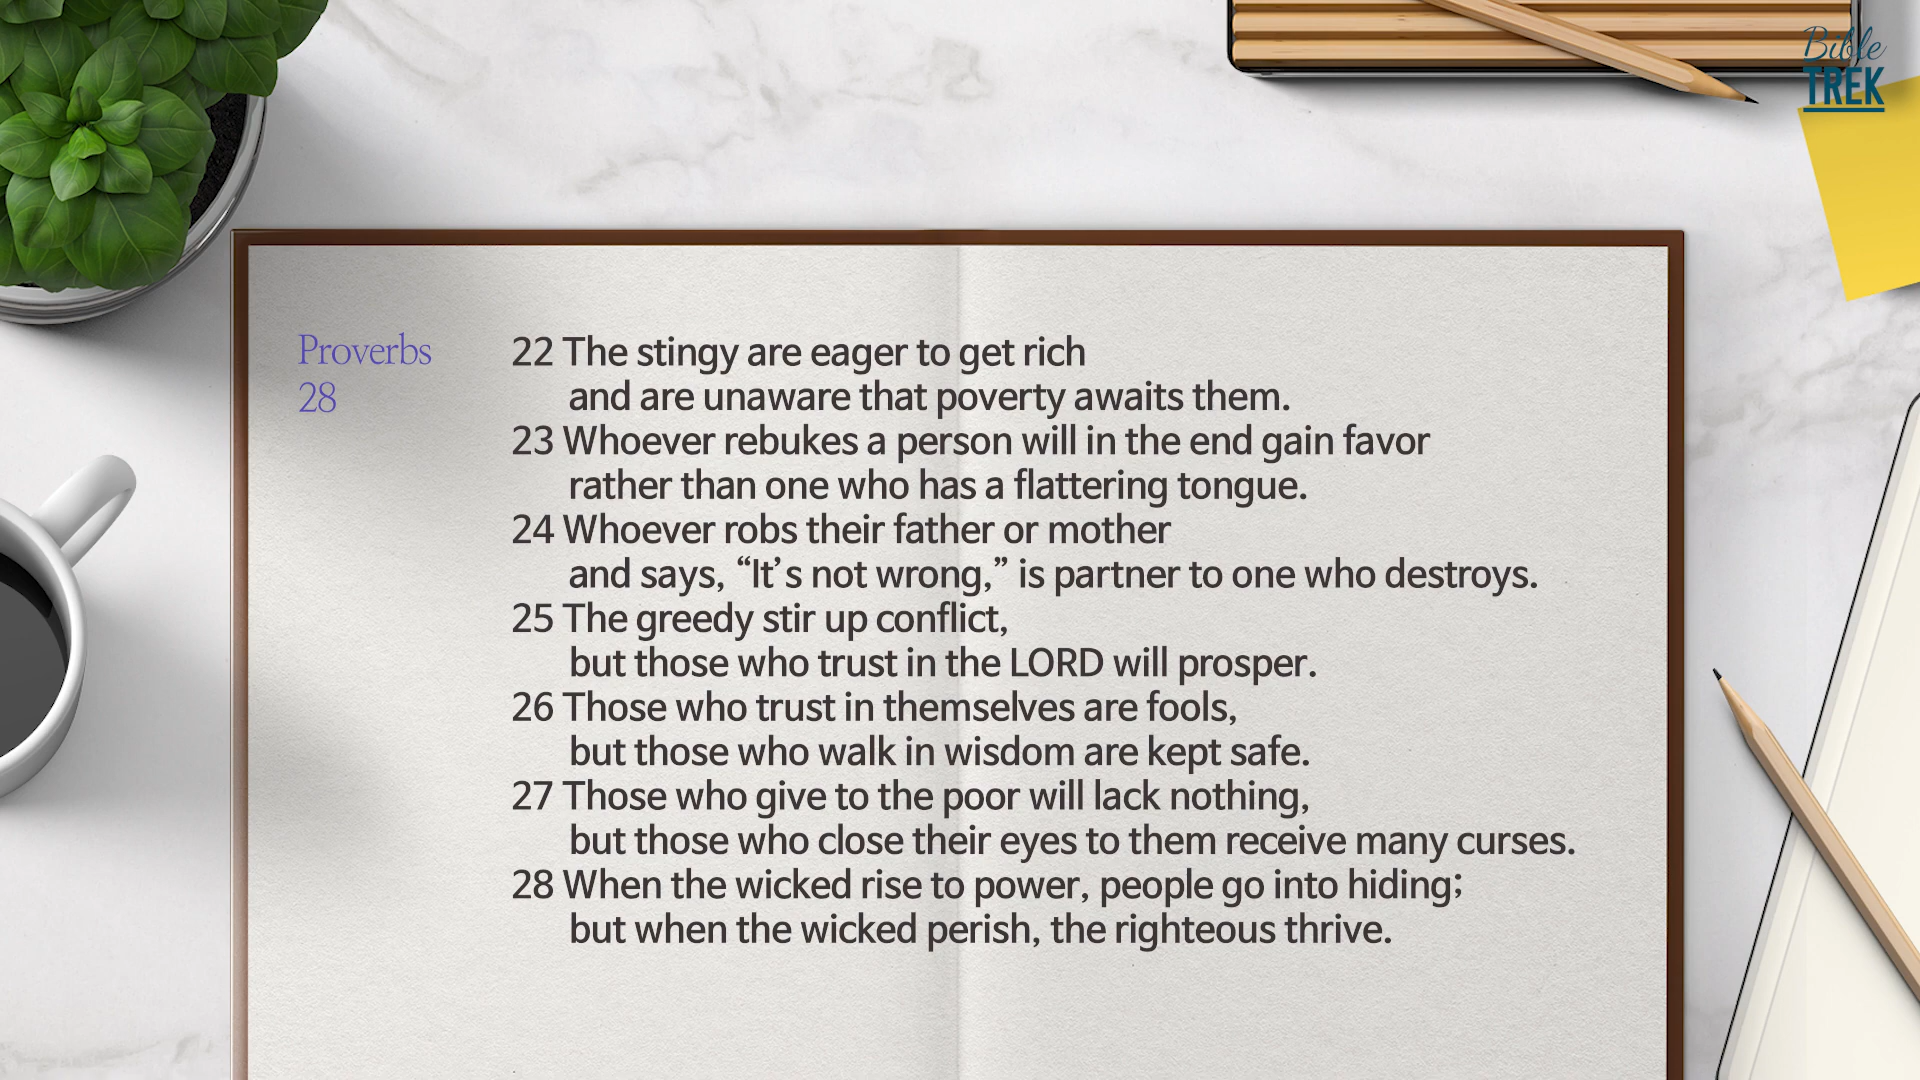 Bible
TREK
Proverbs
28
22 The stingy are eager to get rich
and are unaware that poverty awaits them.
23 Whoever rebukes a person will in the end gain favor
rather than one who has a flattering tongue.
24 Whoever robs their father or mother
and says, “It’s not wrong,” is partner to one who destroys.
25 The greedy stir up conflict,
but those who trust in the LORD will prosper.
26 Those who trust in themselves are fools,
but those who walk in wisdom are kept safe.
27 Those who give to the poor will lack nothing,
but those who close their eyes to them receive many curses.
28 When the wicked rise to power, people go into hiding;
but when the wicked perish, the righteous thrive.